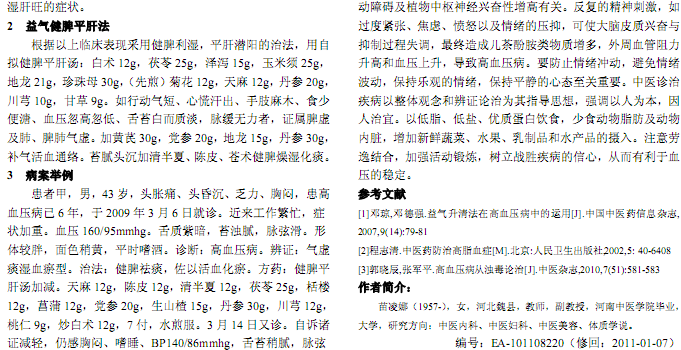 湿肝旺的症状。
2 益气健脾平肝法
根据以上临床表现采用健脾利湿，平肝潜阳的治法，用自
拟健脾平肝汤：白术 12g，茯苓 25g，泽泻 15g，玉米须 25g，
地龙 21g，珍珠母 30g,（先煎）菊花 12g，天麻 12g，丹参 20g，
川芎 10g，甘草 9g。如行动气短、心慌汗出、手肢麻木、食少
便溏、血压忽高忽低、舌苔白而质淡，脉缓无力者，证属脾虚
及肺、脾肺气虚。加黄芪 30g，党参 20g，地龙 15g，丹参 30g，
补气活血通络。苔腻头沉加清半夏、陈皮、苍术健脾燥湿化痰。
3 病案举例
患者甲，男，43 岁，头胀痛、头昏沉、乏力、胸闷，患高
血压病已 6 年，于 2009 年 3 月 6 日就诊。近来工作繁忙，症
状加重。血压 160/95mmhg。舌质紫暗，苔浊腻，脉弦滑。形
体较胖，面色稍黄，平时嗜酒。诊断：高血压病。辨证：气虚
痰湿血瘀型。治法：健脾祛痰，佐以活血化瘀。方药：健脾平
肝汤加减。天麻 12g，陈皮 12g，清半夏 12g，茯苓 25g，栝楼
12g，菖蒲 12g，党参 20g，生山楂 15g，丹参 30g，川芎 12g，
桃仁 9g，炒白术 12g，7 付，水煎服。3 月 14 日又诊。自诉诸
证减轻，仍感胸闷、嗜睡、BP140/86mmhg，舌苔稍腻，脉弦
动障碍及植物中枢神经兴奋性增高有关。反复的精神刺激，如
过度紧张、焦虑、愤怒以及情绪的压抑，可使大脑皮质兴奋与
抑制过程失调，最终造成儿茶酚胺类物质增多，外周血管阻力
升高和血压上升，导致高血压病。要防止情绪冲动，避免情绪
波动，保持乐观的情绪，保持平静的心态至关重要。中医诊治
疾病以整体观念和辨证论治为其指导思想，强调以人为本，因
人治宜。以低脂、低盐、优质蛋白饮食，少食动物脂肪及动物
内脏，增加新鲜蔬菜、水果、乳制品和水产品的摄入。注意劳
逸结合，加强活动锻炼，树立战胜疾病的信心，从而有利于血
压的稳定。
参考文献
[1]邓琼,邓德强.益气升清法在高血压病中的运用[J].中国中医药信息杂志,
2007,9(14):79-81
[2]程志清.中医药防治高脂血症[M].北京:人民卫生出版社2002,5: 40-6408
[3]郭晓辰,张军平.高血压病从浊毒论治[J].中医杂志,2010,7(51):581-583
作者简介：
苗凌娜（1957-），女，河北魏县，教师，副教授，河南中医学院毕业，
大学，研究方向：中医内科、中医妇科、中医美容、体质学说。
编号：EA-101108220（修回：2011-01-07）